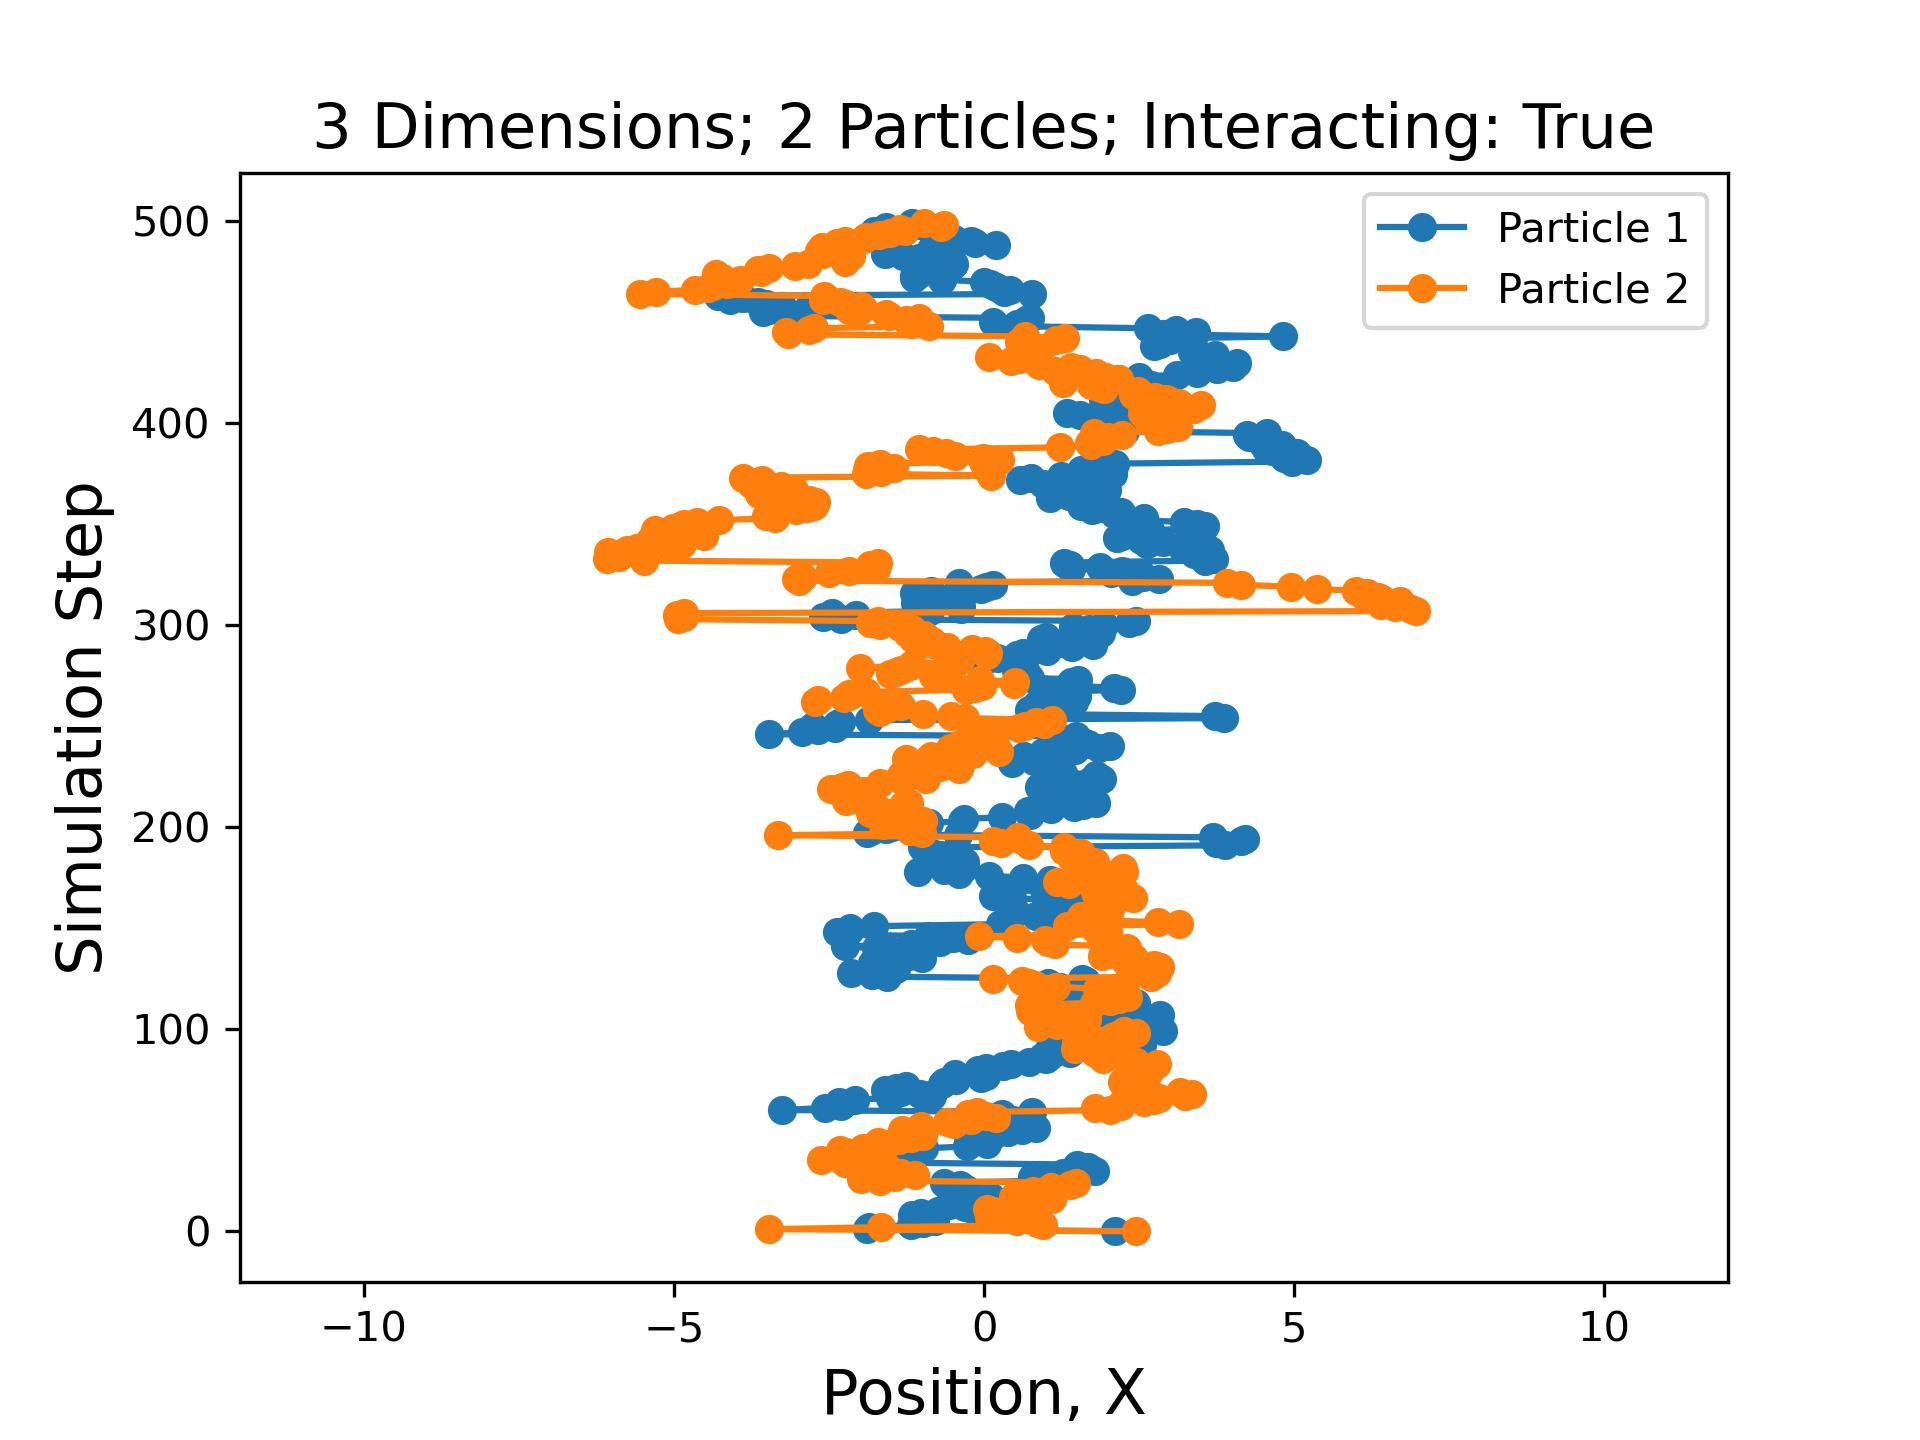 3 Dimensions; 2 Particles; Interacting: True
Particle 1
Particle 2
Simulation Step
500
400
300
200
100
0
−10
−5
0
5
10
Position, X